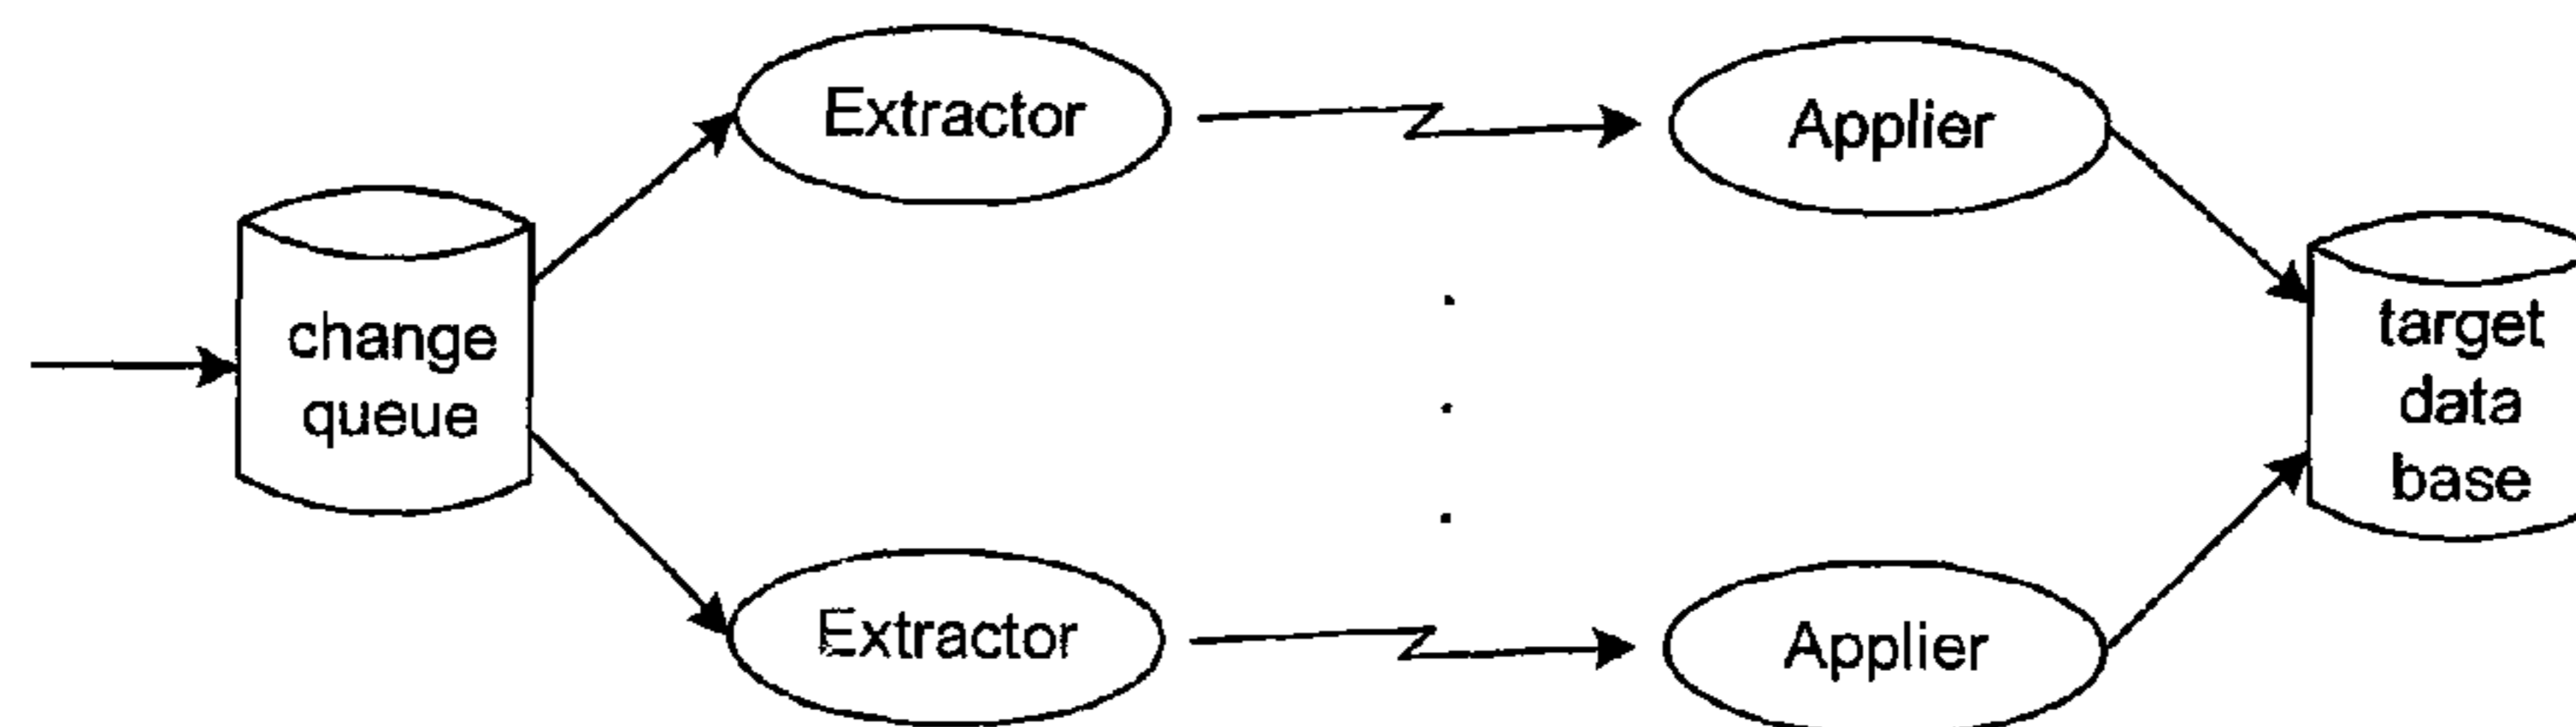 Extractor
Applier
change
queue
target
data
base
Extractor
Applier